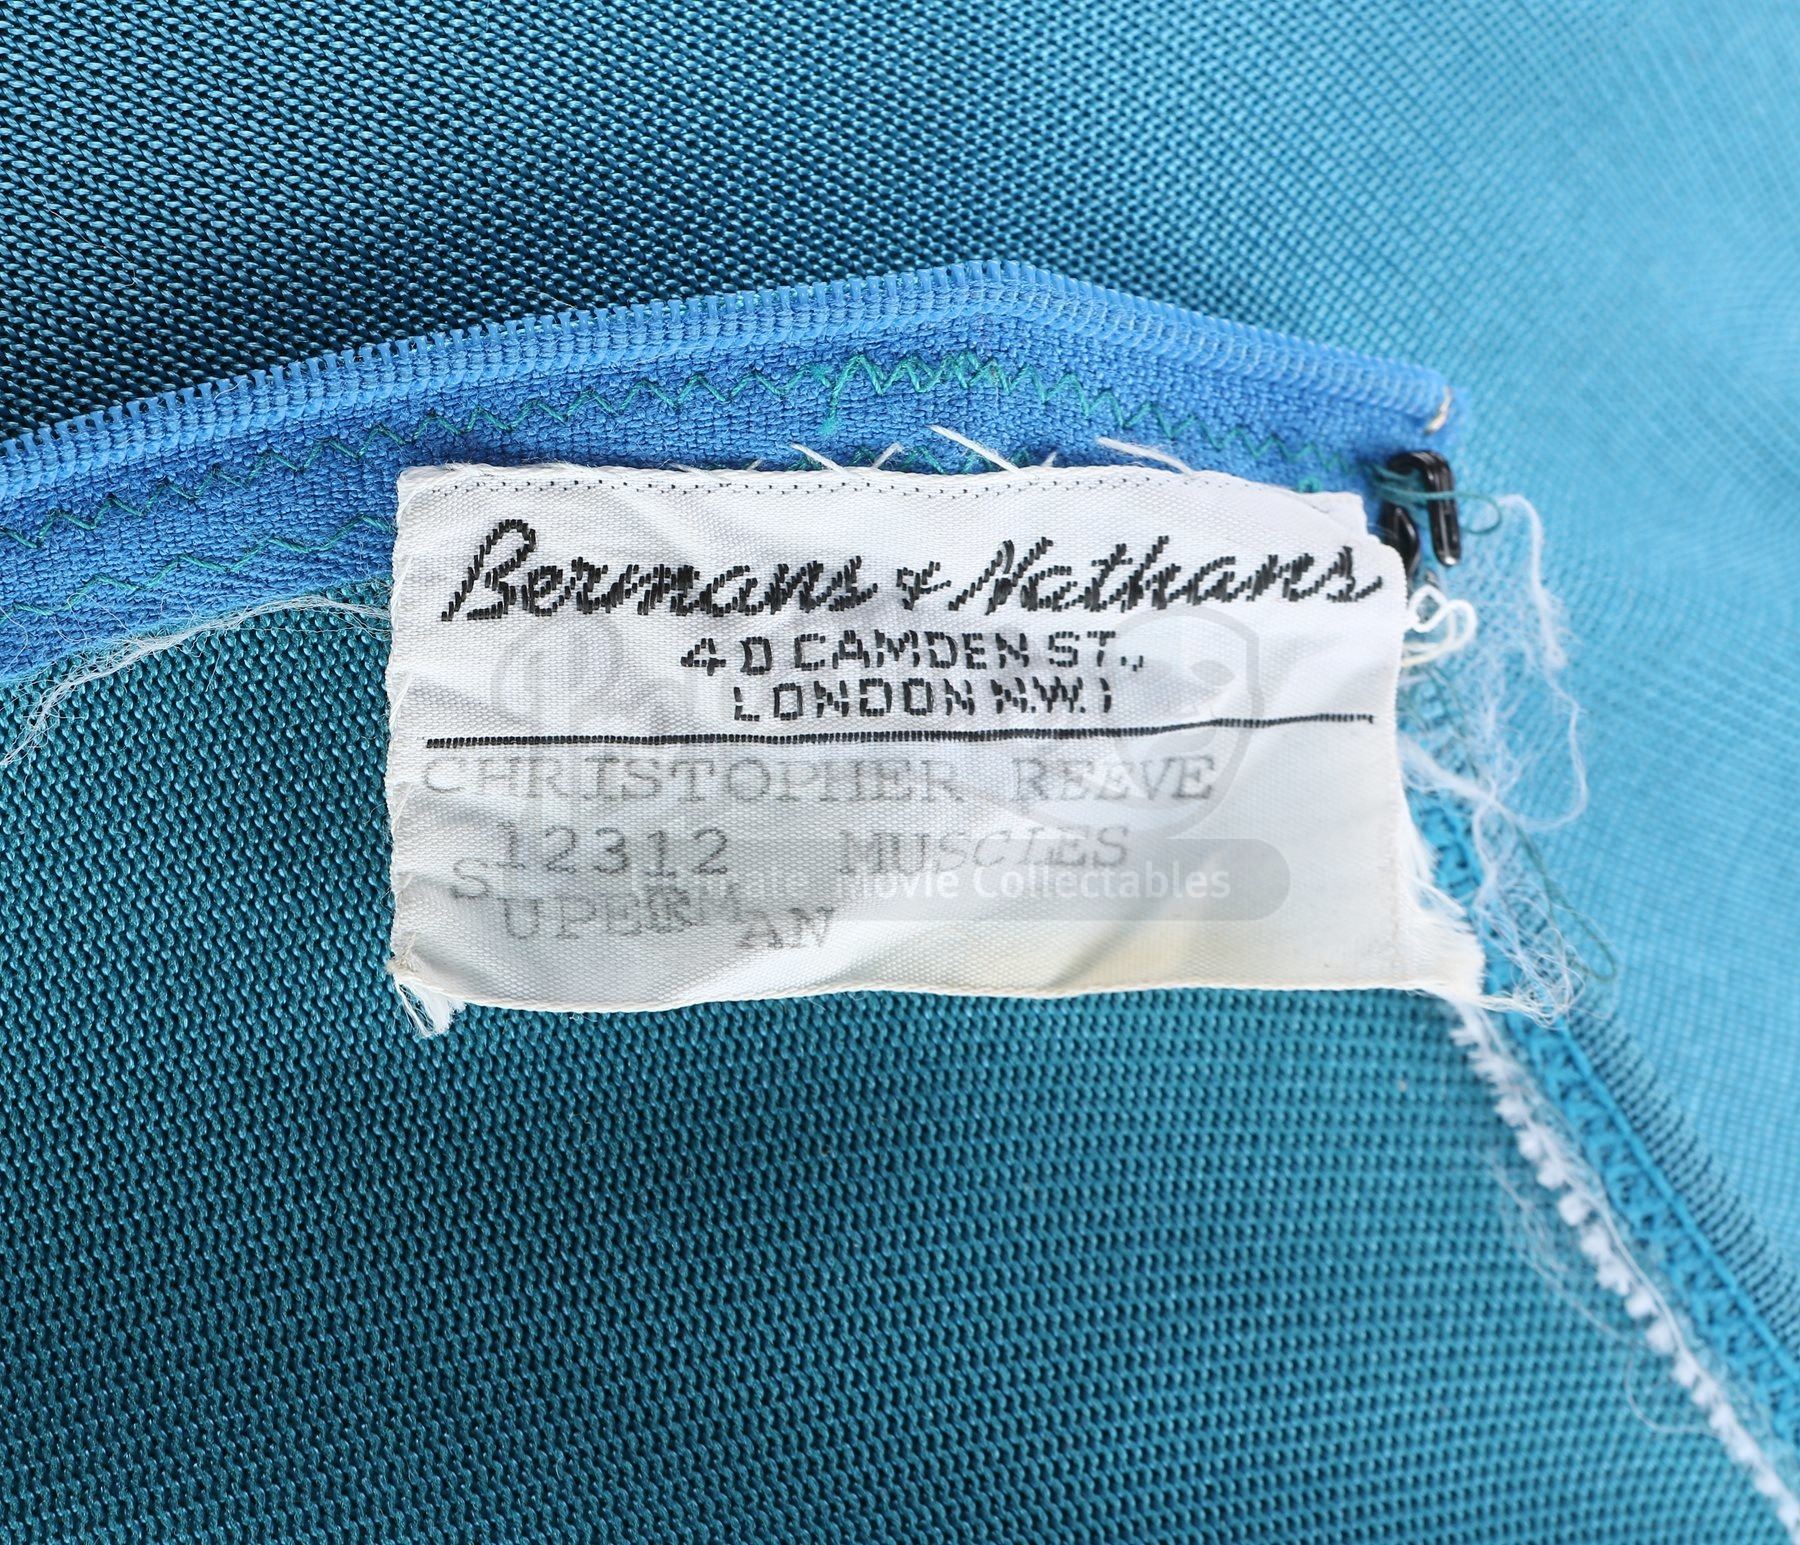 Bermans & Nathans
40 CAMDEN ST.,
LONDON N.W.1
CHRISTOPHER REEVE
12312 MUSCLES
SUPERMAN
Movie Collectables